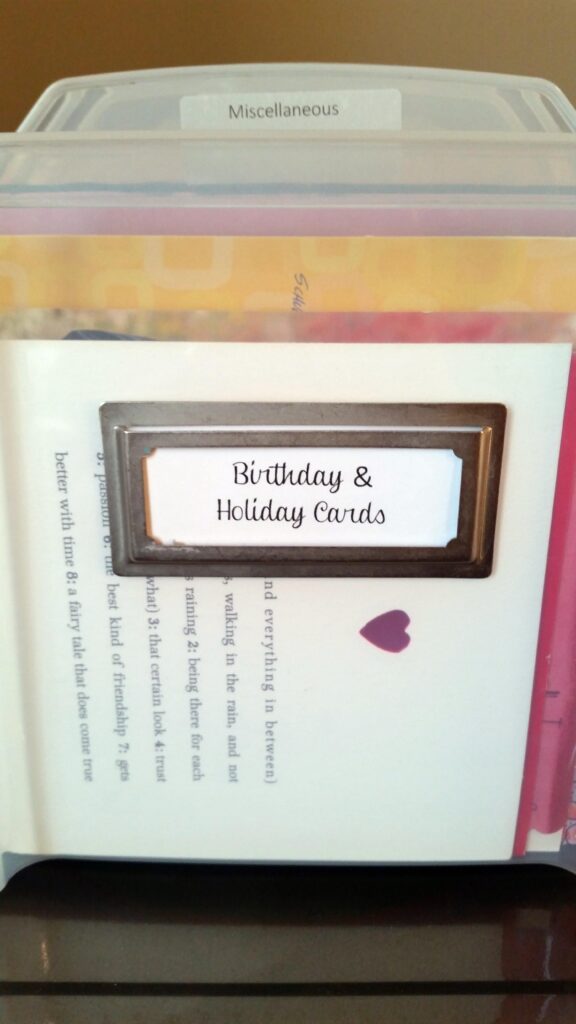 Miscellaneous
Birthday &
Holiday Cards
nd everything in between)
walking in the rain, and not
s raining 2: being there for each
what) 3: that certain look 4: trust
5: passion 6: the best kind of friendship 7: gets
better with time 8: a fairy tale that does come true